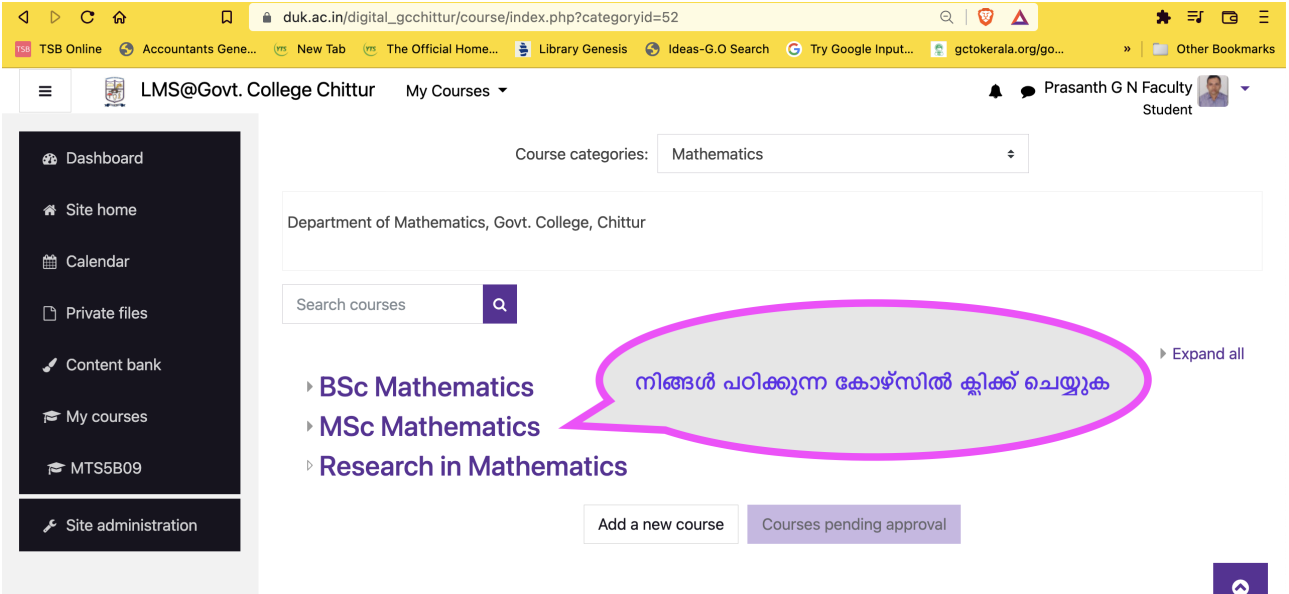 duk.ac.in/digital_gcchittur/course/index.php?categoryid=52
TSB TSB Online Accountants Gene... New Tab The Official Home... Library Genesis Ideas-G.O Search Try Google Input... gctokerala.org/go... » Other Bookmarks
LMS@Govt. College Chittur My Courses Prasanth G N Faculty
Student
Dashboard
Site home
Calendar
Private files
Content bank
My courses
MTS5B09
Site administration
Course categories: Mathematics
Department of Mathematics, Govt. College, Chittur
Search courses
Expand all
BSc Mathematics
MSc Mathematics
Research in Mathematics
നിങ്ങൾ പഠിക്കുന്ന കോഴ്സിൽ ക്ലിക്ക് ചെയ്യുക
Add a new course Courses pending approval